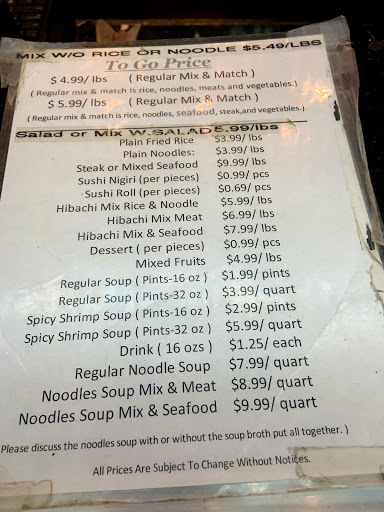 MIX W/O RICE OR NOODLE $5.49/LBS
To Go Price
$ 4.99/ lbs ( Regular Mix & Match )
( Regular mix & match is rice, noodles, meats and vegetables.)
$ 5.99/ lbs ( Regular Mix & Match )
( Regular mix & match is rice, noodles, seafood, steak,and vegetables.)
Salad or Mix W.SALAD5.99/lbs
Plain Fried Rice $3.99/ lbs
Plain Noodles: $3.99/ lbs
Steak or Mixed Seafood $9.99/ lbs
Sushi Nigiri (per pieces) $0.99/ pcs
Sushi Roll (per pieces) $0.69/ pcs
Hibachi Mix Rice & Noodle $5.99/ lbs
Hibachi Mix Meat $6.99/ lbs
Hibachi Mix & Seafood $7.99/ lbs
Dessert ( per pieces) $0.99/ pcs
Mixed Fruits $4.99/ lbs
Regular Soup ( Pints-16 oz ) $1.99/ pints
Regular Soup ( Pints-32 oz ) $3.99/ quart
Spicy Shrimp Soup ( Pints-16 oz ) $2.99/ pints
Spicy Shrimp Soup ( Pints-32 oz ) $5.99/ quart
Drink ( 16 ozs ) $1.25/ each
Regular Noodle Soup $7.99/ quart
Noodles Soup Mix & Meat $8.99/ quart
Noodles Soup Mix & Seafood $9.99/ quart
Please discuss the noodles soup with or without the soup broth put all together. )
All Prices Are Subject To Change Without Notices.